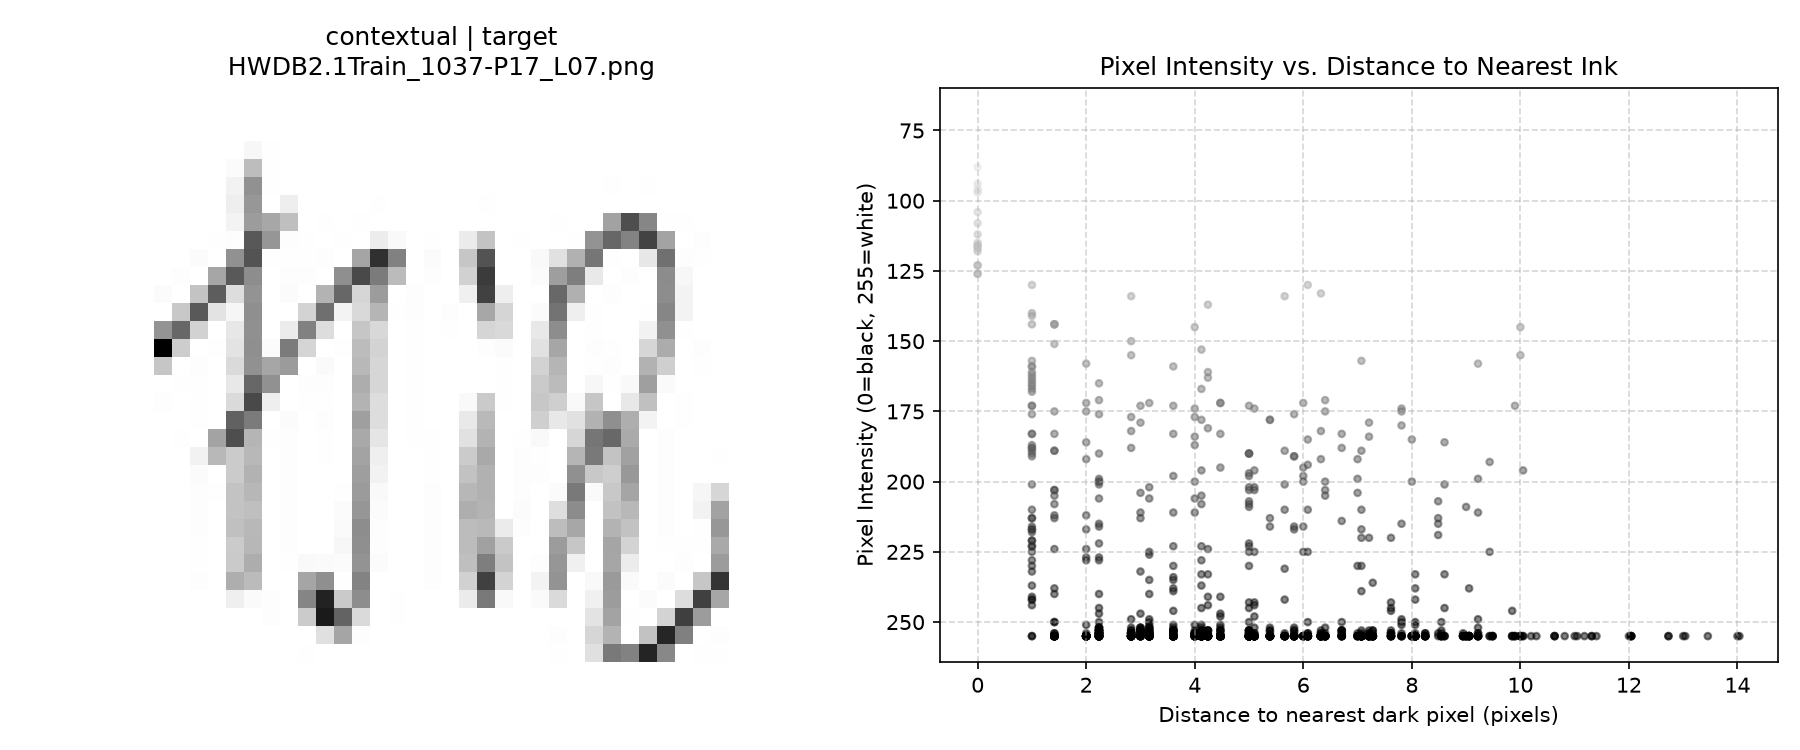 contextual | target
HWDB2.1Train_1037-P17_L07.png
Pixel Intensity vs. Distance to Nearest Ink
Pixel Intensity (0=black, 255=white)
75
100
125
150
175
200
225
250
0 2 4 6 8 10 12 14
Distance to nearest dark pixel (pixels)